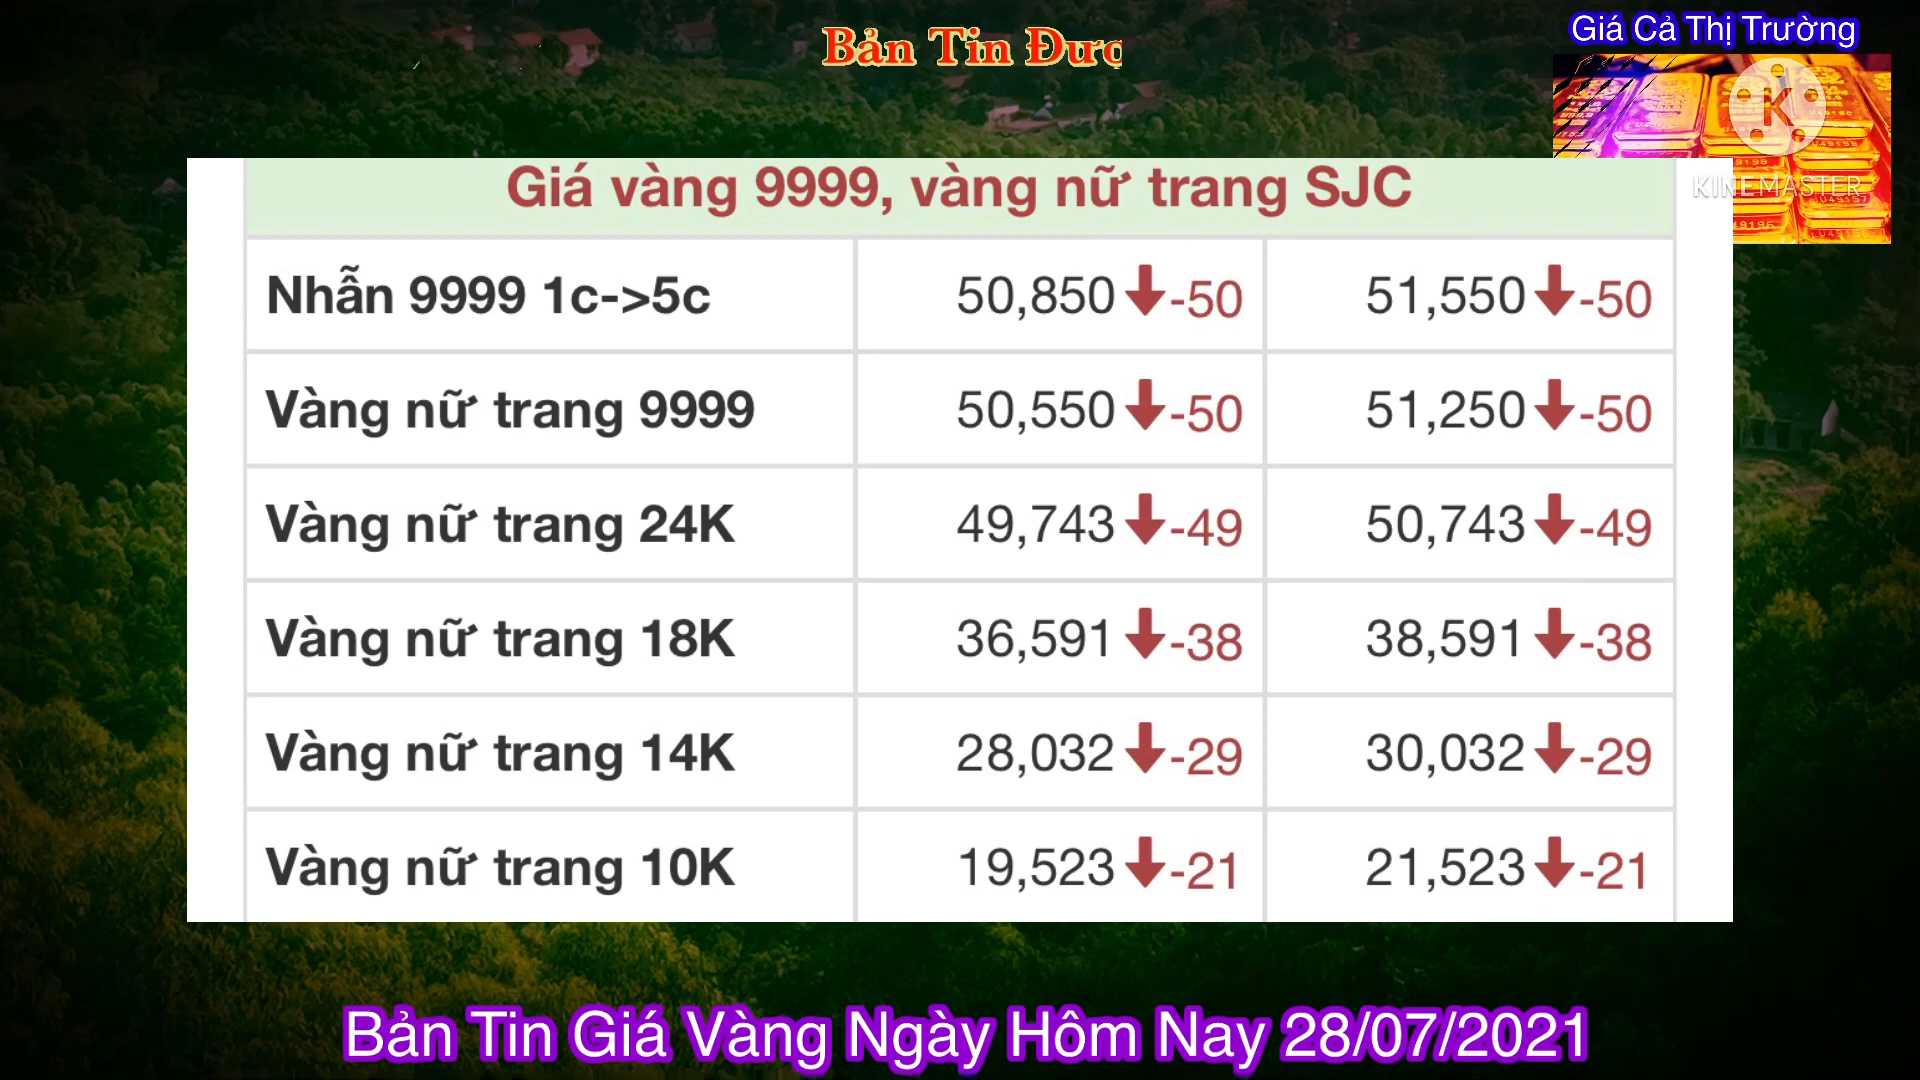 Bản Tin Đượ
Giá Cả Thị Trường
K
KINEMASTER
Giá vàng 9999, vàng nữ trang SJC
Nhẫn 9999 1c->5c 50,850 -50 51,550 -50
Vàng nữ trang 9999 50,550 -50 51,250 -50
Vàng nữ trang 24K 49,743 -49 50,743 -49
Vàng nữ trang 18K 36,591 -38 38,591 -38
Vàng nữ trang 14K 28,032 -29 30,032 -29
Vàng nữ trang 10K 19,523 -21 21,523 -21
Bản Tin Giá Vàng Ngày Hôm Nay 28/07/2021